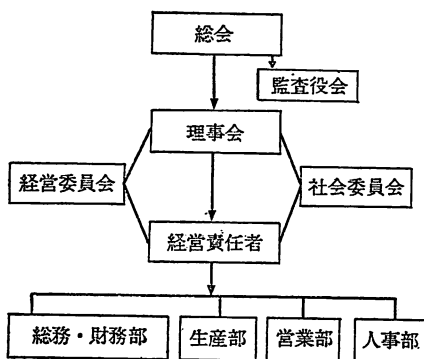 総会
監査役会
理事会
経営委員会
社会委員会
経営責任者
総務・財務部
生産部
営業部
人事部